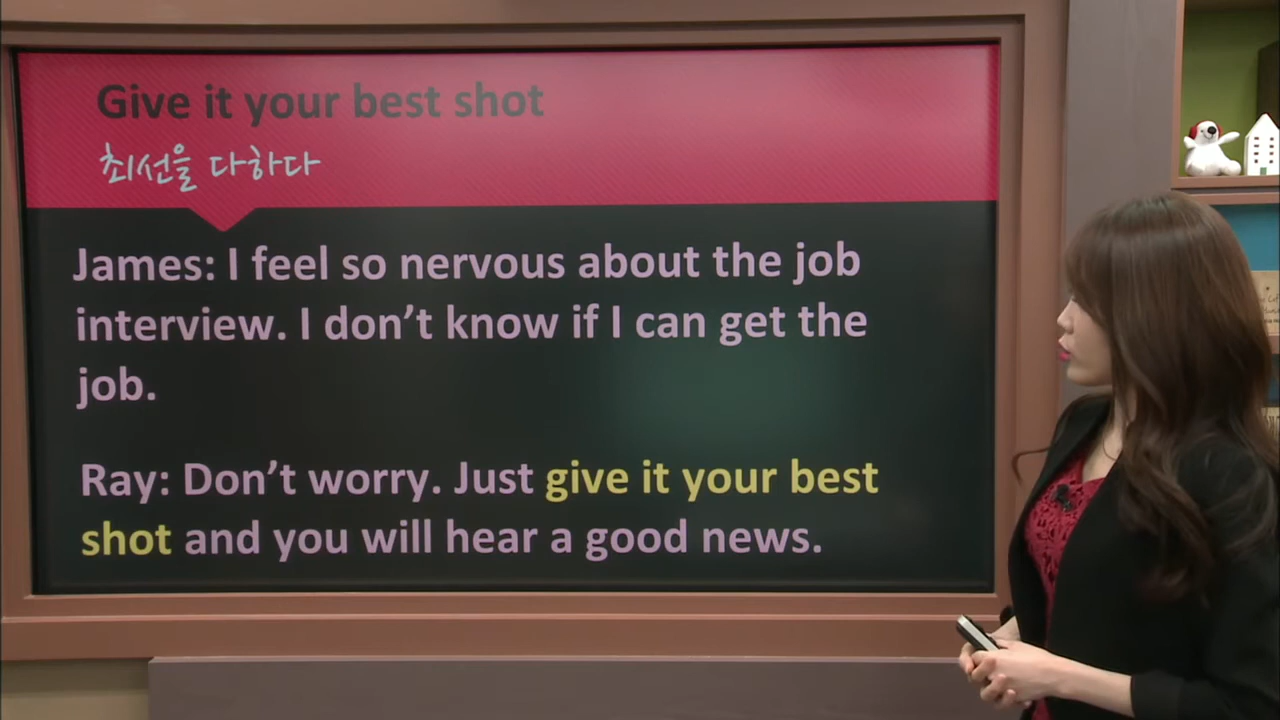 Give it your best shot
최선을 다하다
James: I feel so nervous about the job
interview. I don't know if I can get the
job.
Ray: Don't worry. Just give it your best
shot and you will hear a good news.